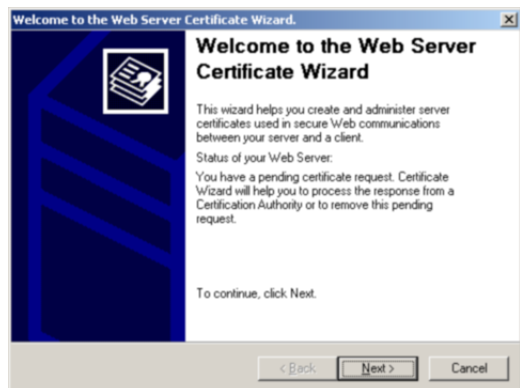 Welcome to the Web Server Certificate Wizard.
Welcome to the Web Server
Certificate Wizard
This wizard helps you create and administer server
certificates used in secure Web communications
between your server and a client.
Status of your Web Server:
You have a pending certificate request. Certificate
Wizard will help you to process the response from a
Certification Authority or to remove this pending
request.
To continue, click Next.
< Back Next > Cancel